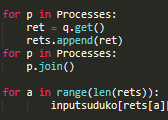 for p in Processes:
    ret = q.get()
    rets.append(ret)
for p in Processes:
    p.join()

for a in range(len(rets)):
        inputsuduko[rets[a]